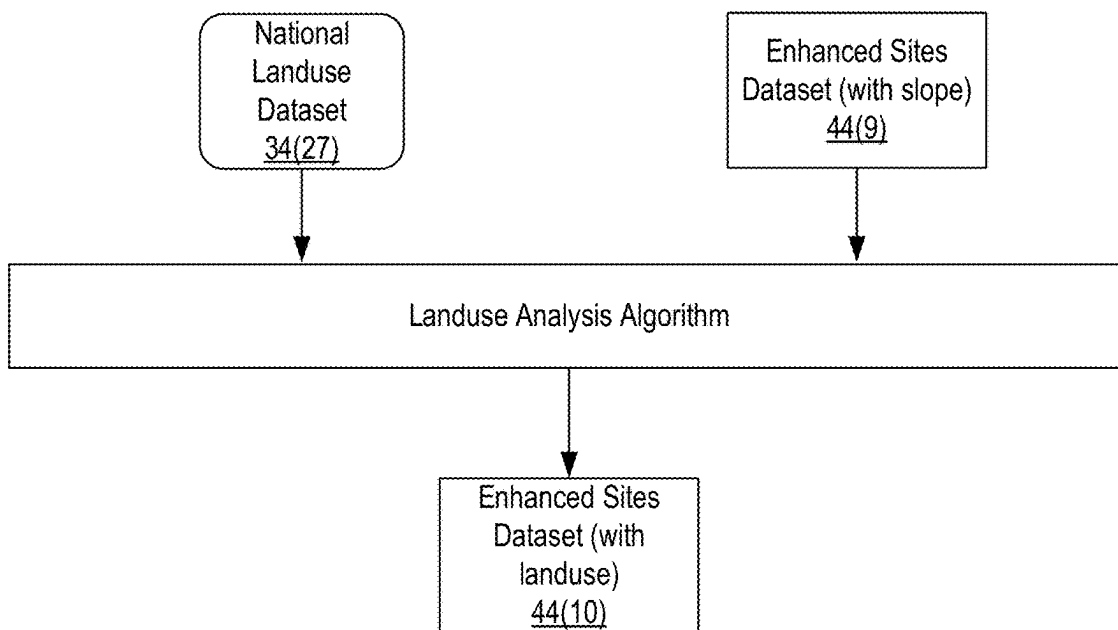 National
Landuse
Dataset
34(27)
Enhanced Sites
Dataset (with slope)
44(9)
Landuse Analysis Algorithm
Enhanced Sites
Dataset (with
landuse)
44(10)